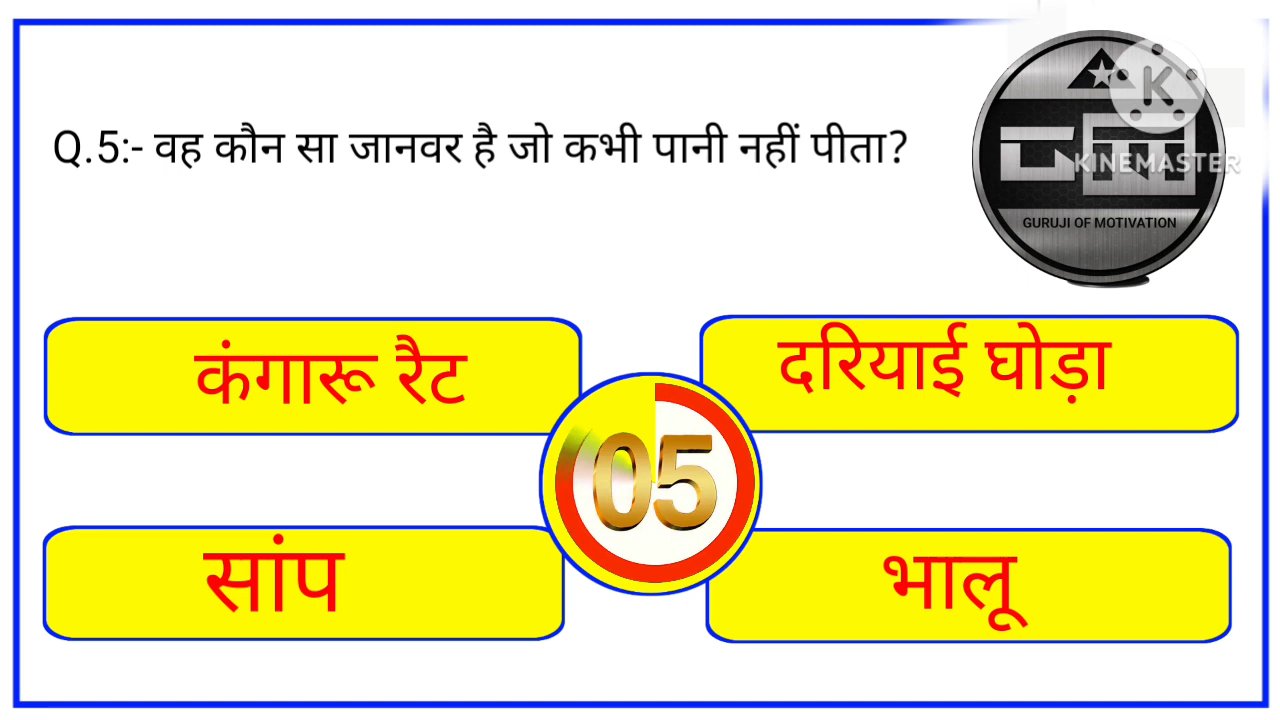 Q.5:- वह कौन सा जानवर है जो कभी पानी नहीं पीता?
KINEMASTER
GURUJI OF MOTIVATION
कंगारू रैट
दरियाई घोड़ा
05
सांप
भालू